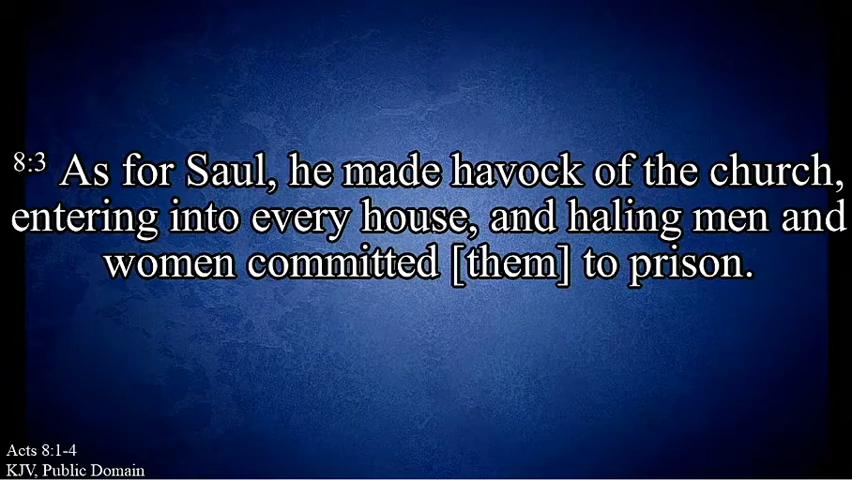 8:3 As for Saul, he made havock of the church,
entering into every house, and haling men and
women committed [them] to prison.
Acts 8:1-4
KJV, Public Domain